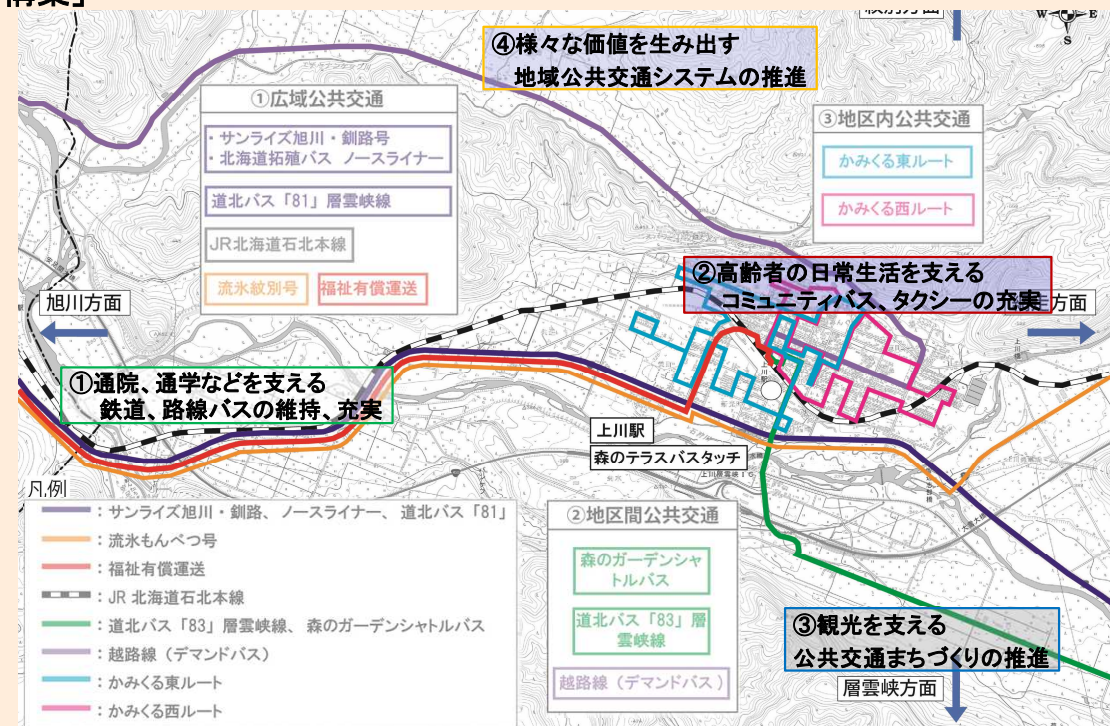 構築」
紋別方面
W E
S
④様々な価値を生み出す
地域公共交通システムの推進
①広域公共交通
・サンライズ旭川・釧路号
・北海道拓殖バス ノースライナー
道北バス「81」層雲峡線
JR北海道石北本線
流氷紋別号
福祉有償運送
③地区内公共交通
かみくる東ルート
かみくる西ルート
②高齢者の日常生活を支える
コミュニティバス、タクシーの充実
旭川方面
走方面
①通院、通学などを支える
鉄道、路線バスの維持、充実
上川駅
森のテラスバスタッチ
凡例
：サンライズ旭川・釧路、ノースライナー、道北バス「81」
：流氷もんべつ号
：福祉有償運送
：JR 北海道石北本線
：道北バス「83」層雲峡線、森のガーデンシャトルバス
：越路線（デマンドバス）
：かみくる東ルート
：かみくる西ルート
②地区間公共交通
森のガーデンシャ
トルバス
道北バス「83」層
雲峡線
越路線（デマンドバス）
③観光を支える
公共交通まちづくりの推進
層雲峡方面